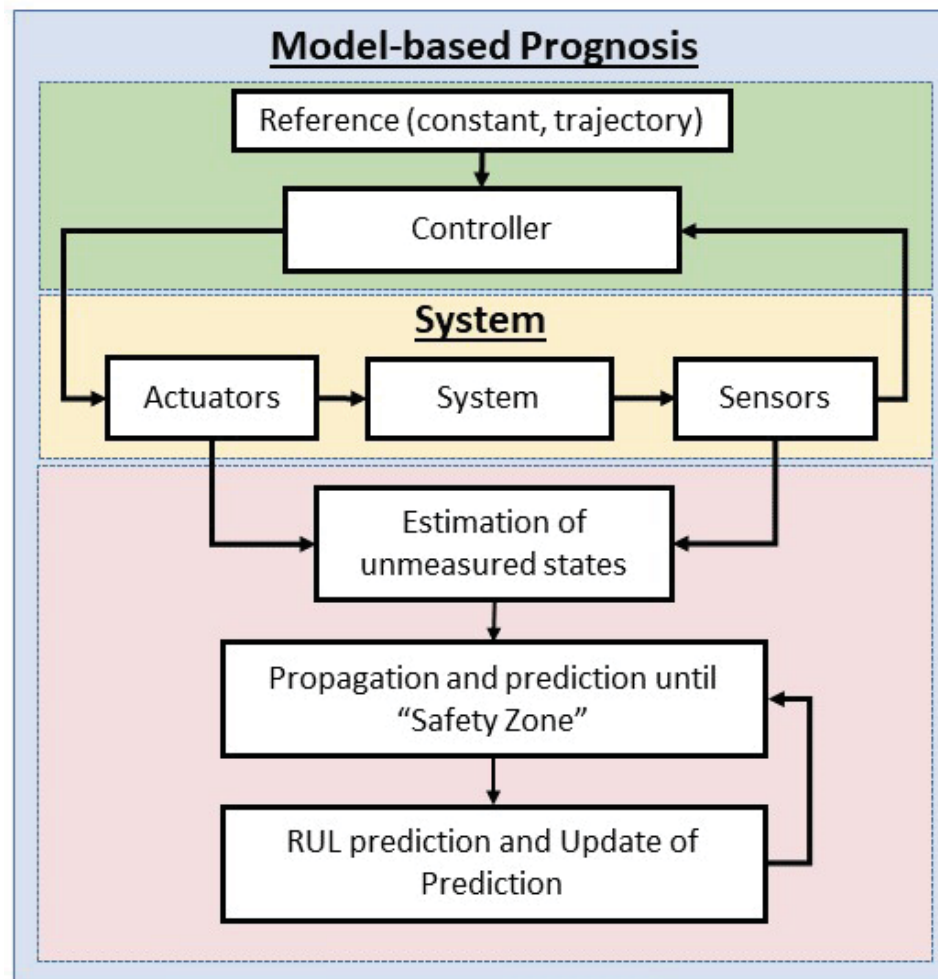 Model-based Prognosis
Reference (constant, trajectory)
Controller
System
Actuators
System
Sensors
Estimation of
unmeasured states
Propagation and prediction until
“Safety Zone”
RUL prediction and Update of
Prediction